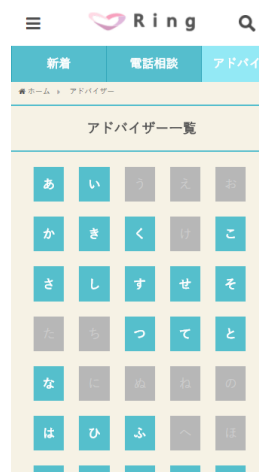 Ring
新着 電話相談 アドバイ
ホーム アドバイザー
アドバイザー一覧
あ い う え お
か き く け こ
さ し す せ そ
た ち つ て と
な に ぬ ね の
は ひ ふ へ ほ